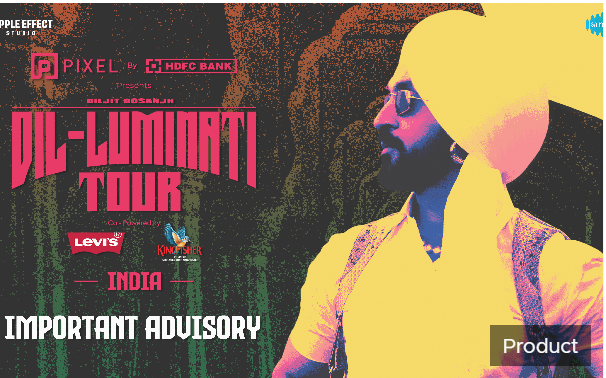 PPLE EFFECT
STUDIO
PIXEL By HDFC BANK
Presents
DILJIT DOSANJH
DIL-LUMINATI
TOUR
Co-Powered by
LEVI'S KINGFISHER
INDIA
IMPORTANT ADVISORY
Product